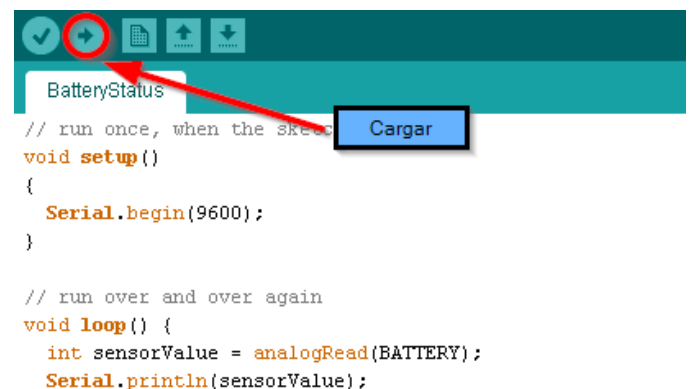 BatteryStatus
// run once, when the sketc
Cargar
void setup()
{
  Serial.begin(9600);
}
// run over and over again
void loop() {
  int sensorValue = analogRead(BATTERY);
  Serial.println(sensorValue);